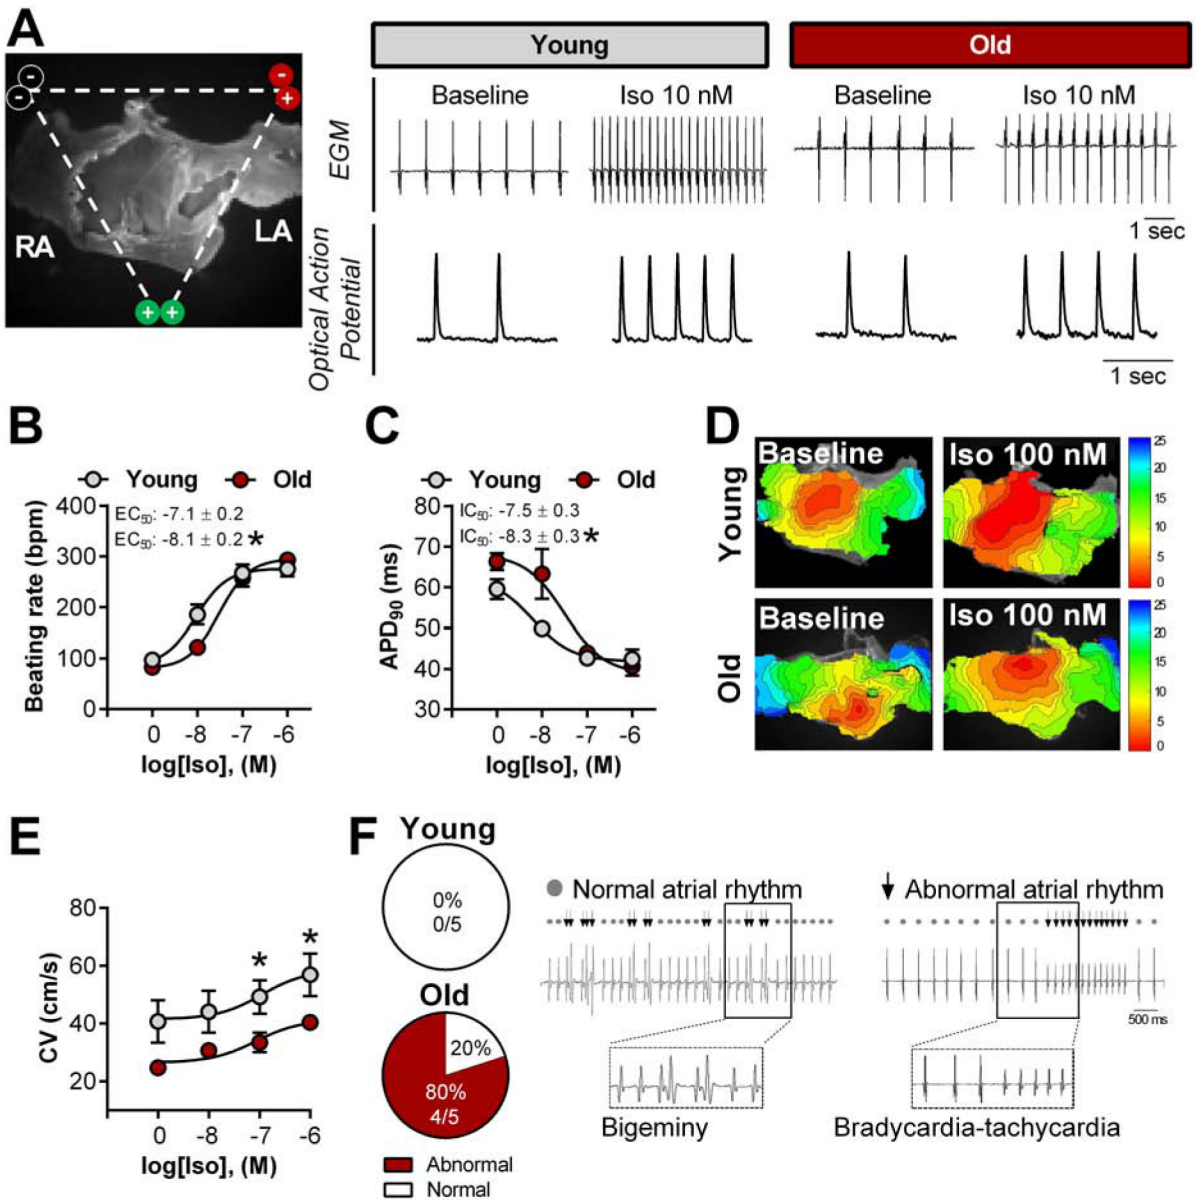 A
Young
Old
Baseline
Iso 10 nM
Baseline
Iso 10 nM
EGM
- -
- +
RA
LA
+ +
1 sec
Optical Action
Potential
1 sec
B
Young Old
EC50: -7.1 ± 0.2
EC50: -8.1 ± 0.2 *
Beating rate (bpm)
400
300
200
100
0
0 -8 -7 -6
log[Iso], (M)
C
Young Old
IC50: -7.5 ± 0.3
IC50: -8.3 ± 0.3 *
APD90 (ms)
80
70
60
50
40
30
0 -8 -7 -6
log[Iso], (M)
D
Young
Baseline
Iso 100 nM
25
20
15
10
5
0
Old
Baseline
Iso 100 nM
25
20
15
10
5
0
E
CV (cm/s)
80
60
40
20
* *
0 -8 -7 -6
log[Iso], (M)
F
Young
0%
0/5
Old
20%
80%
4/5
Abnormal
Normal
Normal atrial rhythm
Abnormal atrial rhythm
500 ms
Bigeminy
Bradycardia-tachycardia